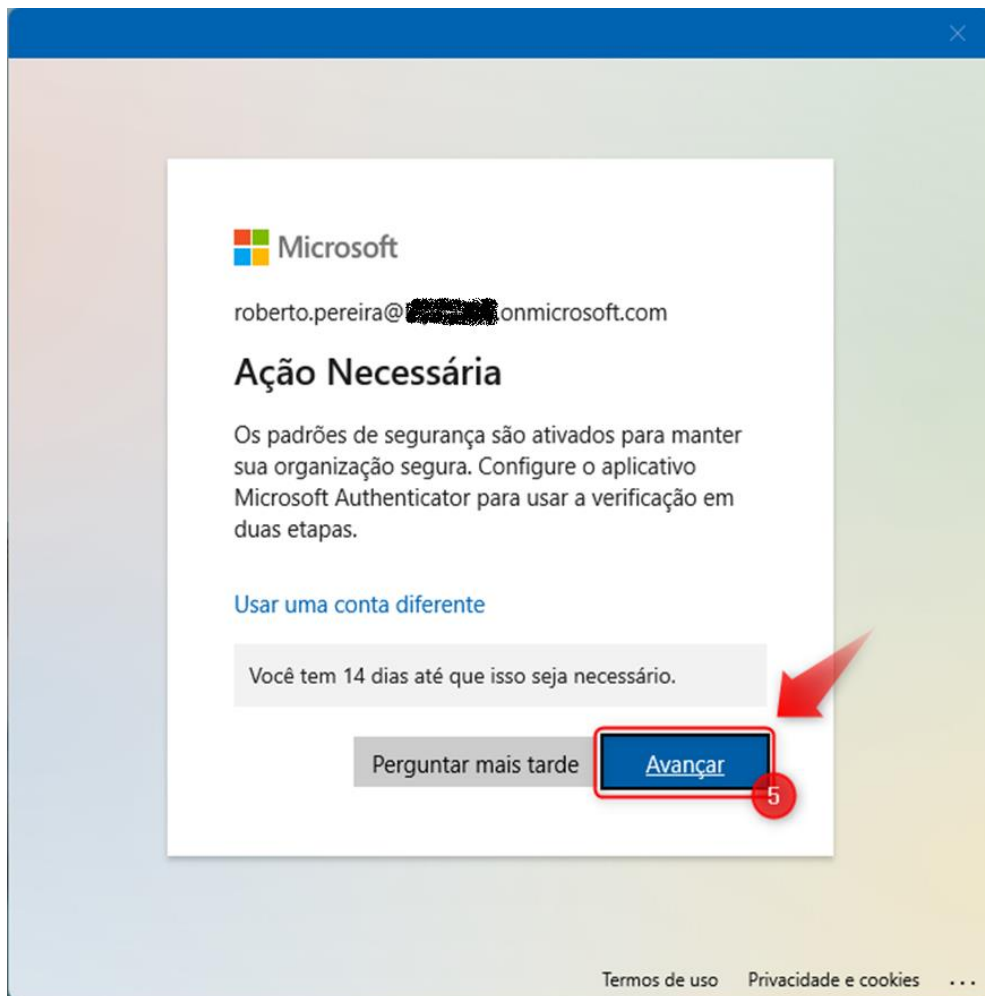 Microsoft
roberto.pereira@ .onmicrosoft.com
Ação Necessária
Os padrões de segurança são ativados para manter
sua organização segura. Configure o aplicativo
Microsoft Authenticator para usar a verificação em
duas etapas.
Usar uma conta diferente
Você tem 14 dias até que isso seja necessário.
Perguntar mais tarde Avançar
5
Termos de uso Privacidade e cookies ...